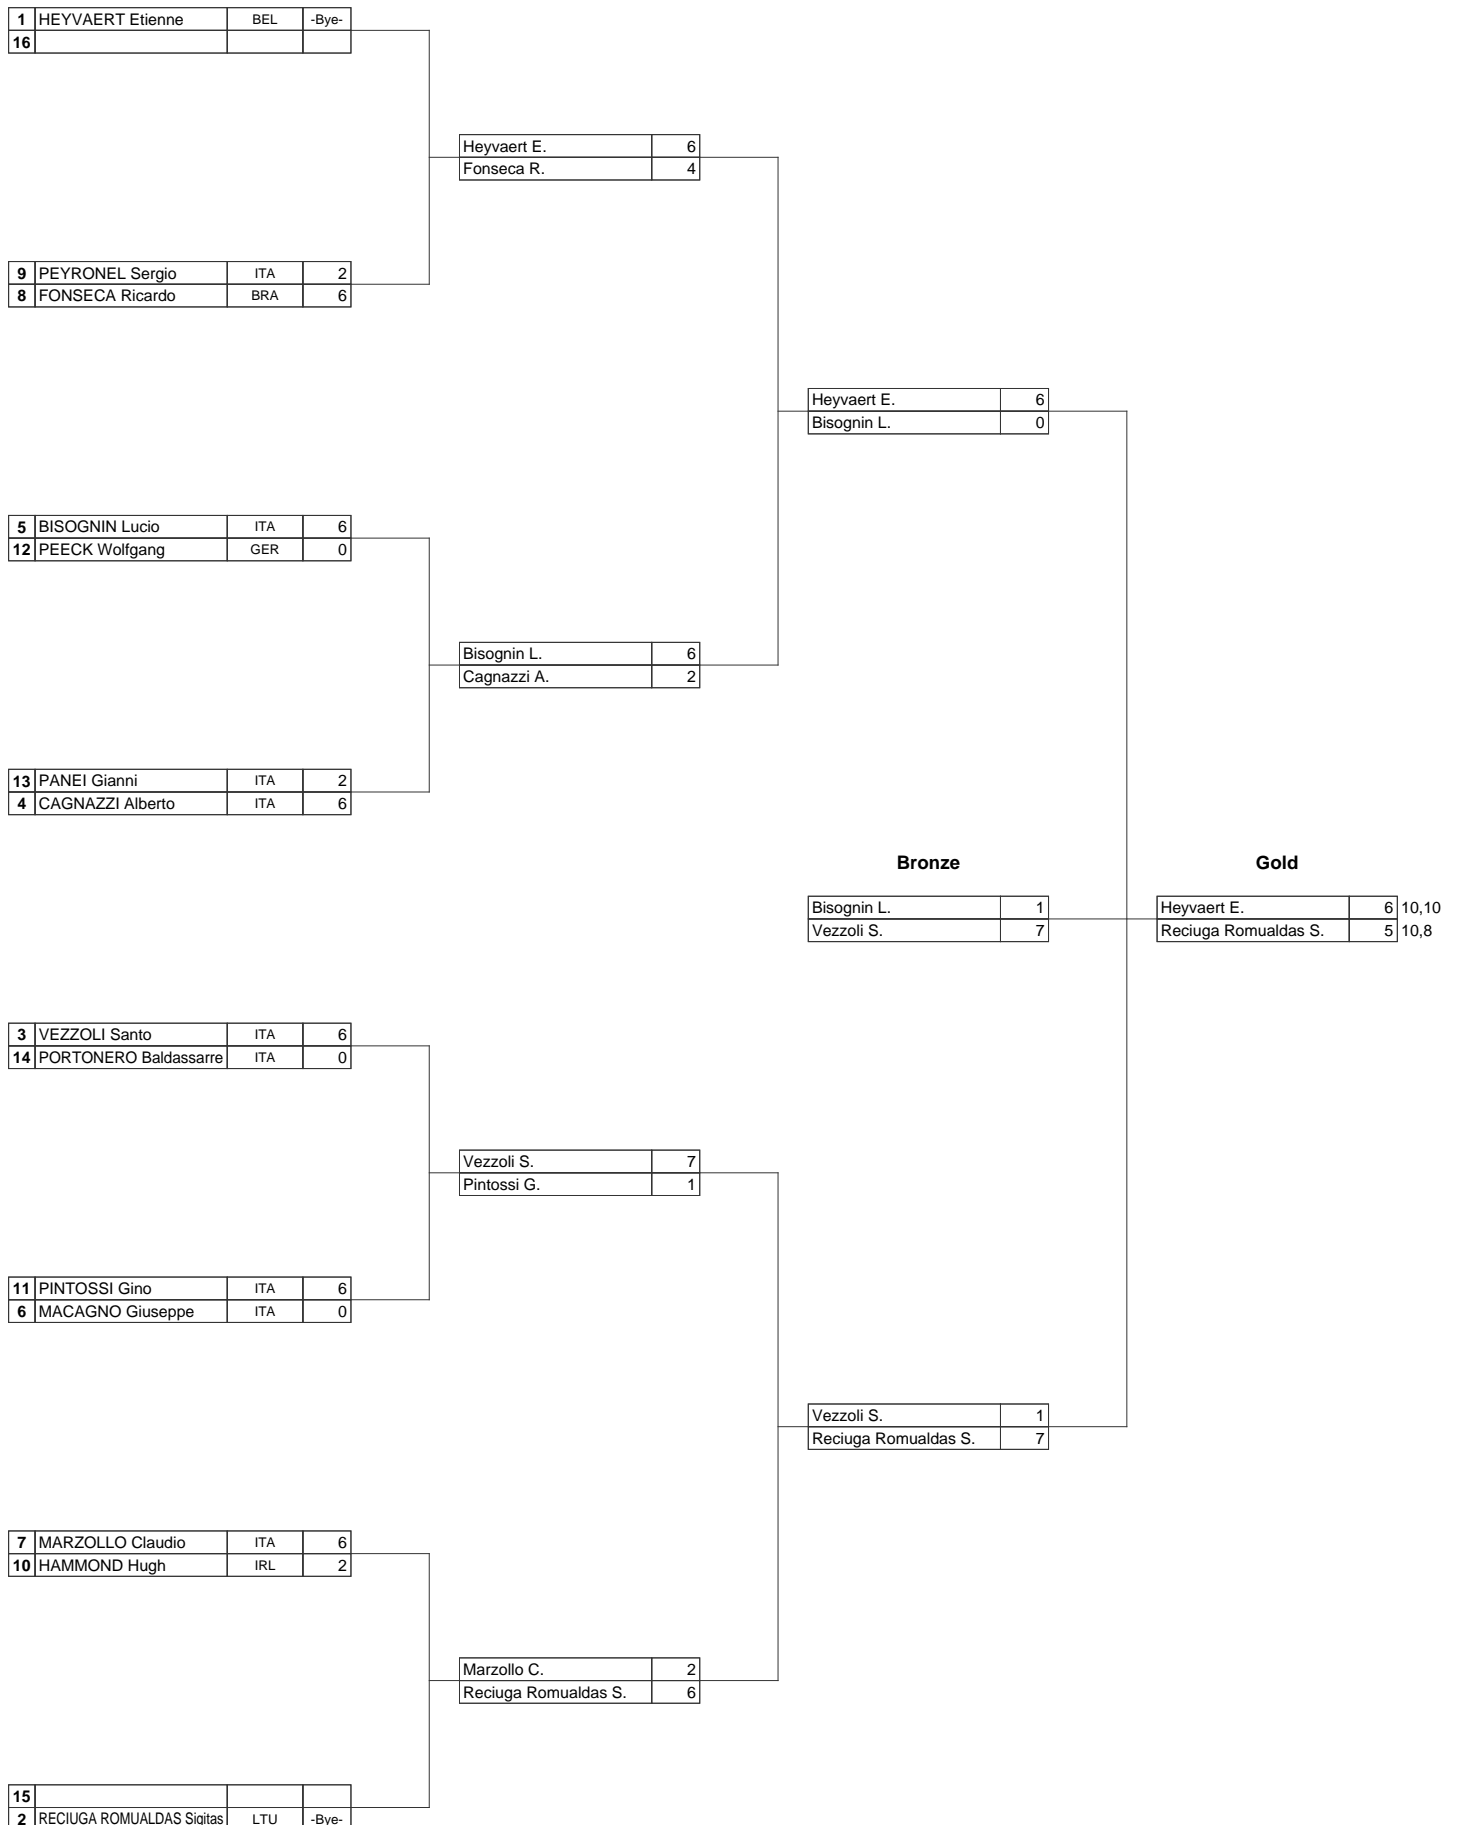 1 HEYVAERT Etienne BEL -Bye-
16
Heyvaert E. 6
Fonseca R. 4
9 PEYRONEL Sergio ITA 2
8 FONSECA Ricardo BRA 6
Heyvaert E. 6
Bisognin L. 0
5 BISOGNIN Lucio ITA 6
12 PEECK Wolfgang GER 0
Bisognin L. 6
Cagnazzi A. 2
13 PANEI Gianni ITA 2
4 CAGNAZZI Alberto ITA 6
Bronze Gold
Bisognin L. 1 Heyvaert E. 6 10,10
Vezzoli S. 7 Reciuga Romualdas S. 5 10,8
3 VEZZOLI Santo ITA 6
14 PORTONERO Baldassarre ITA 0
Vezzoli S. 7
Pintossi G. 1
11 PINTOSSI Gino ITA 6
6 MACAGNO Giuseppe ITA 0
Vezzoli S. 1
Reciuga Romualdas S. 7
7 MARZOLLO Claudio ITA 6
10 HAMMOND Hugh IRL 2
Marzollo C. 2
Reciuga Romualdas S. 6
15
2 RECIUGA ROMUALDAS Sigitas LTU -Bye-